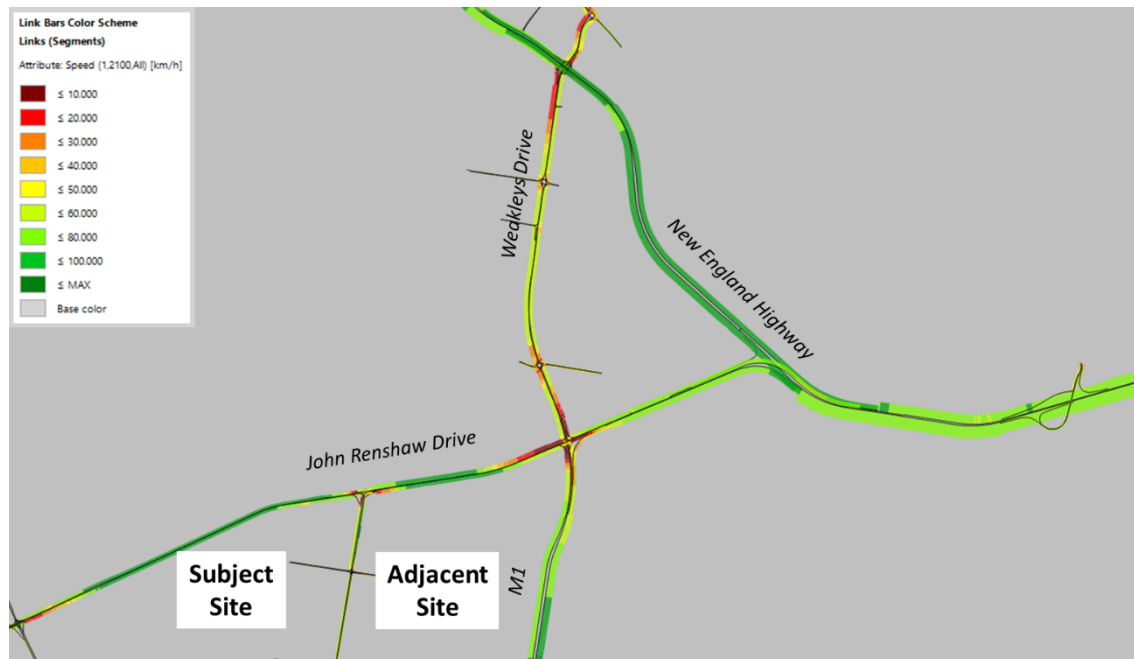 Link Bars Color Scheme
Links (Segments)
Attribute: Speed (1,2100,All) [km/h]
≤ 10.000
≤ 20.000
≤ 30.000
≤ 40.000
≤ 50.000
≤ 60.000
≤ 80.000
≤ 100.000
≤ MAX
Base color
Weakleys Drive
New England Highway
John Renshaw Drive
Subject
Site
Adjacent
Site
M1